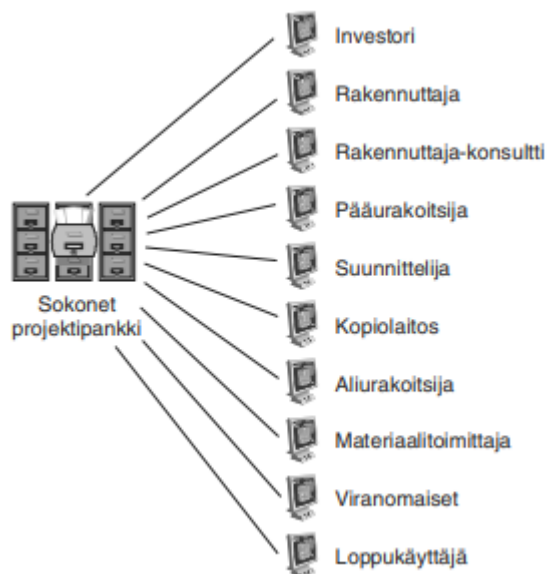 Investori
Rakennuttaja
Rakennuttaja-konsultti
Pääurakoitsija
Suunnittelija
Sokonet
projektipankki
Kopiolaitos
Aliurakoitsija
Materiaalitoimittaja
Viranomaiset
Loppukäyttäjä